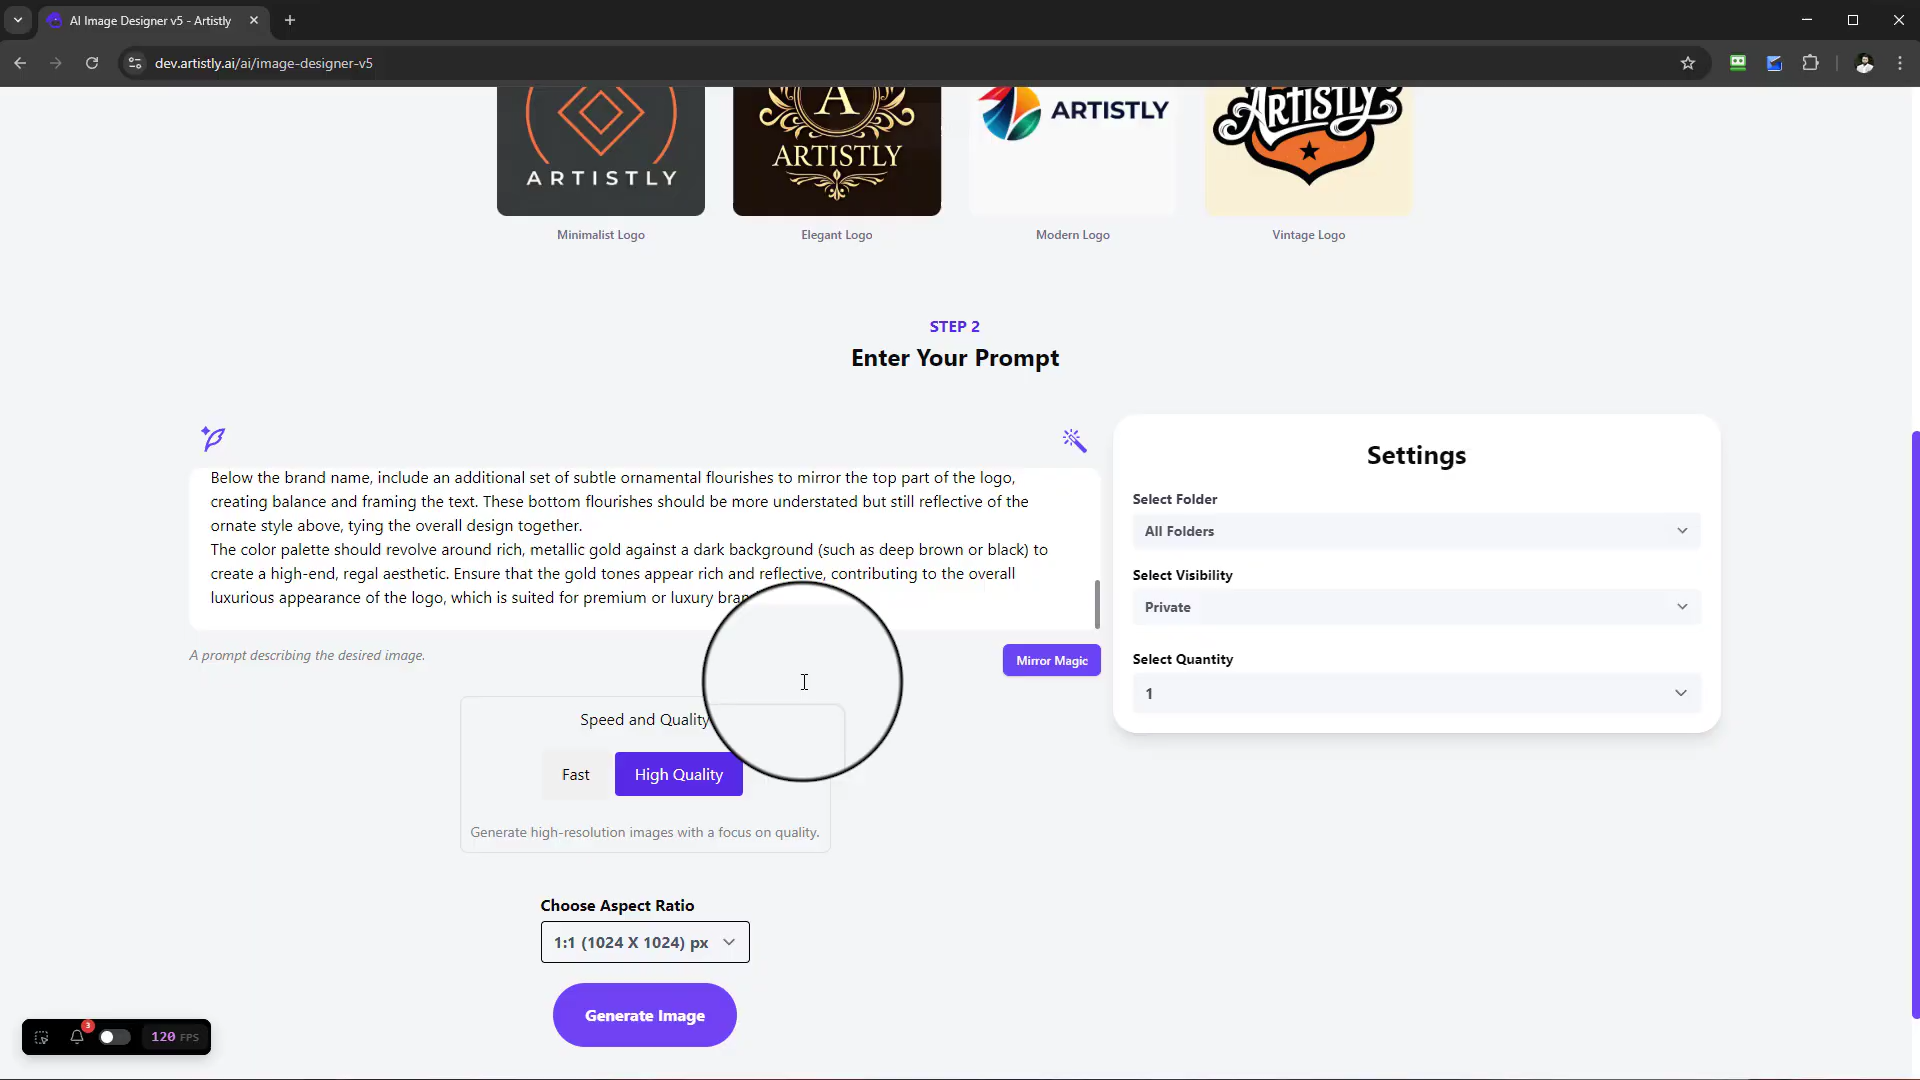 AI Image Designer v5 - Artistly
dev.artistly.ai/ai/image-designer-v5
ARTISTLY
A
ARTISTLY
ARTISTLY
ARTISTLY
Minimalist Logo
Elegant Logo
Modern Logo
Vintage Logo
STEP 2
Enter Your Prompt
Below the brand name, include an additional set of subtle ornamental flourishes to mirror the top part of the logo,
creating balance and framing the text. These bottom flourishes should be more understated but still reflective of the
ornate style above, tying the overall design together.
The color palette should revolve around rich, metallic gold against a dark background (such as deep brown or black) to
create a high-end, regal aesthetic. Ensure that the gold tones appear rich and reflective, contributing to the overall
luxurious appearance of the logo, which is suited for premium or luxury
A prompt describing the desired image.
Mirror Magic
Speed and Quality
Fast
High Quality
Generate high-resolution images with a focus on quality.
Choose Aspect Ratio
1:1 (1024 X 1024) px
Generate Image
Settings
Select Folder
All Folders
Select Visibility
Private
Select Quantity
1
3
120 FPS